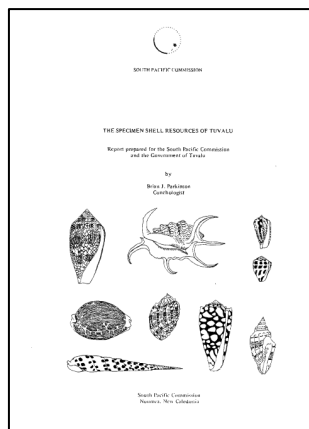 SOUTH PACIFIC COMMISSION
THE SPECIMEN SHELL RESOURCES OF TUVALU
Report prepared for the South Pacific Commission
and the Government of Tuvalu
by
Brian J. Parkinson
Conchologist
South Pacific Commission
Noumea, New Caledonia